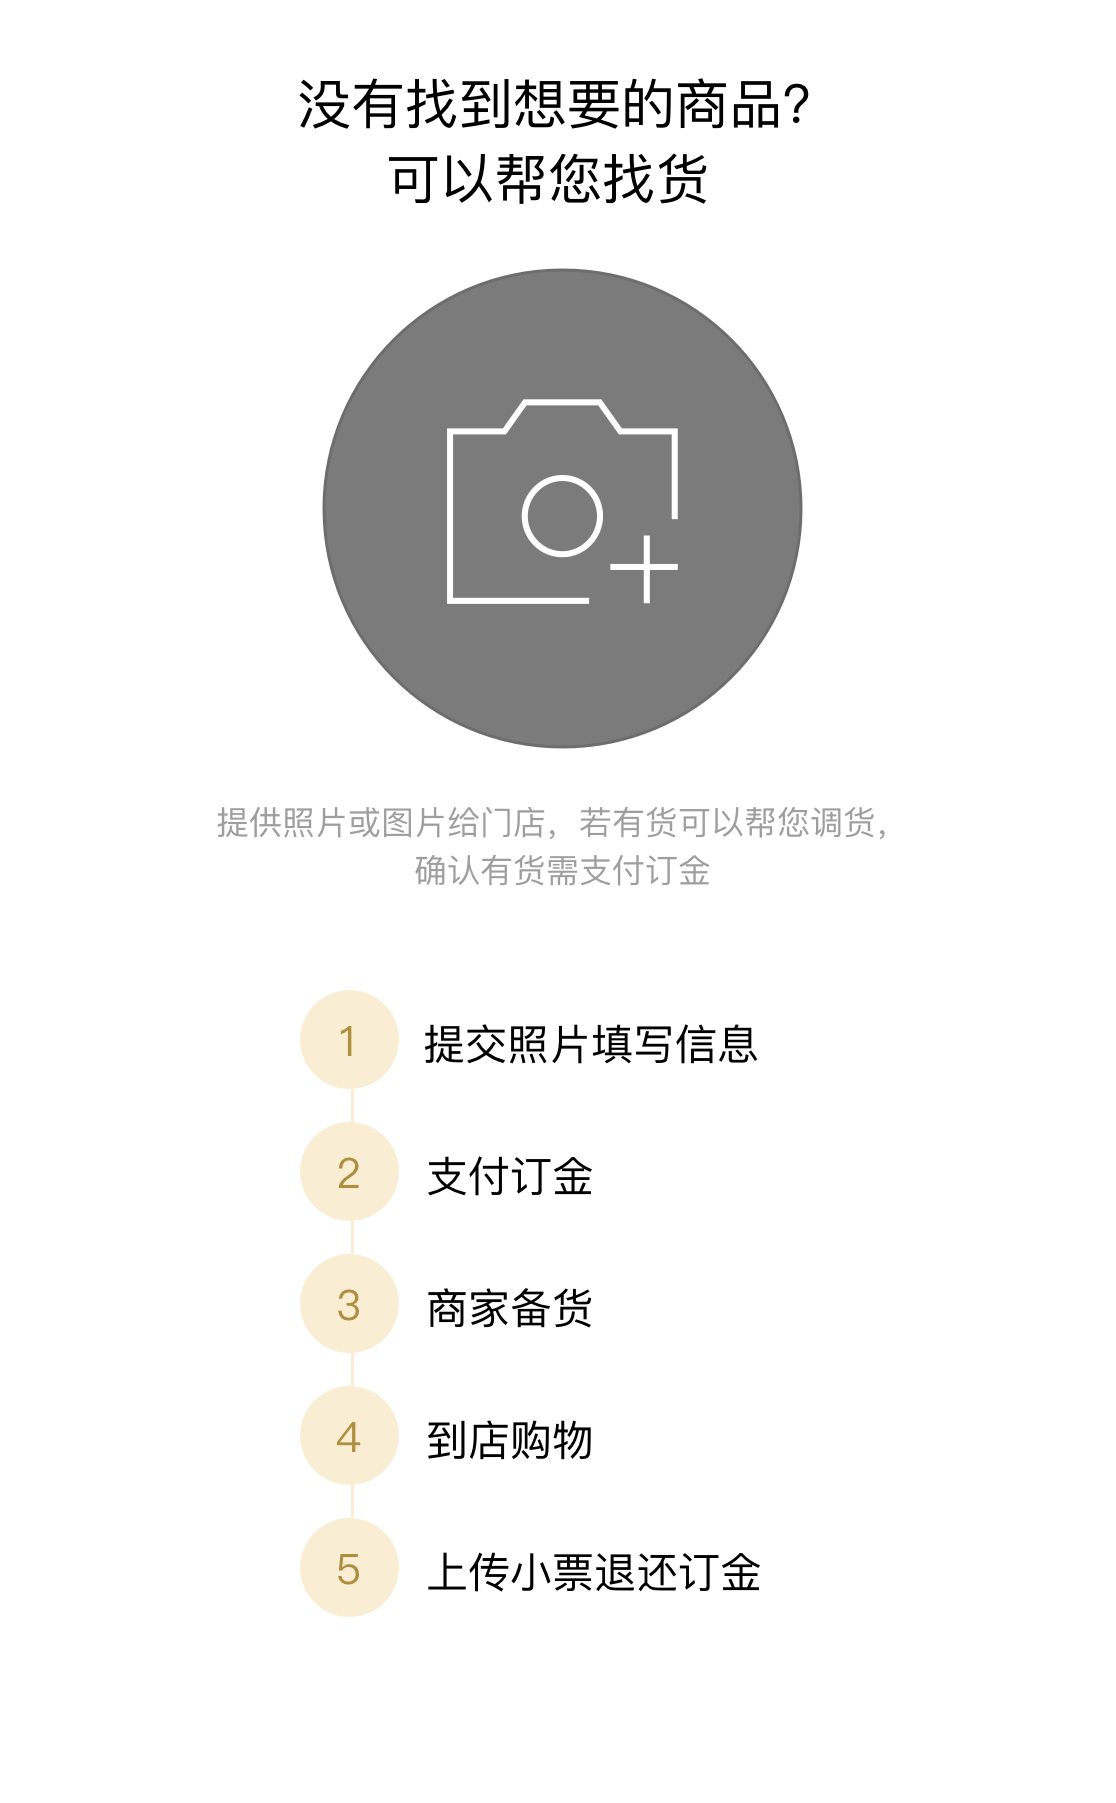 没有找到想要的商品?
可以帮您找货
提供照片或图片给门店，若有货可以帮您调货，
确认有货需支付订金
1 提交照片填写信息
2 支付订金
3 商家备货
4 到店购物
5 上传小票退还订金